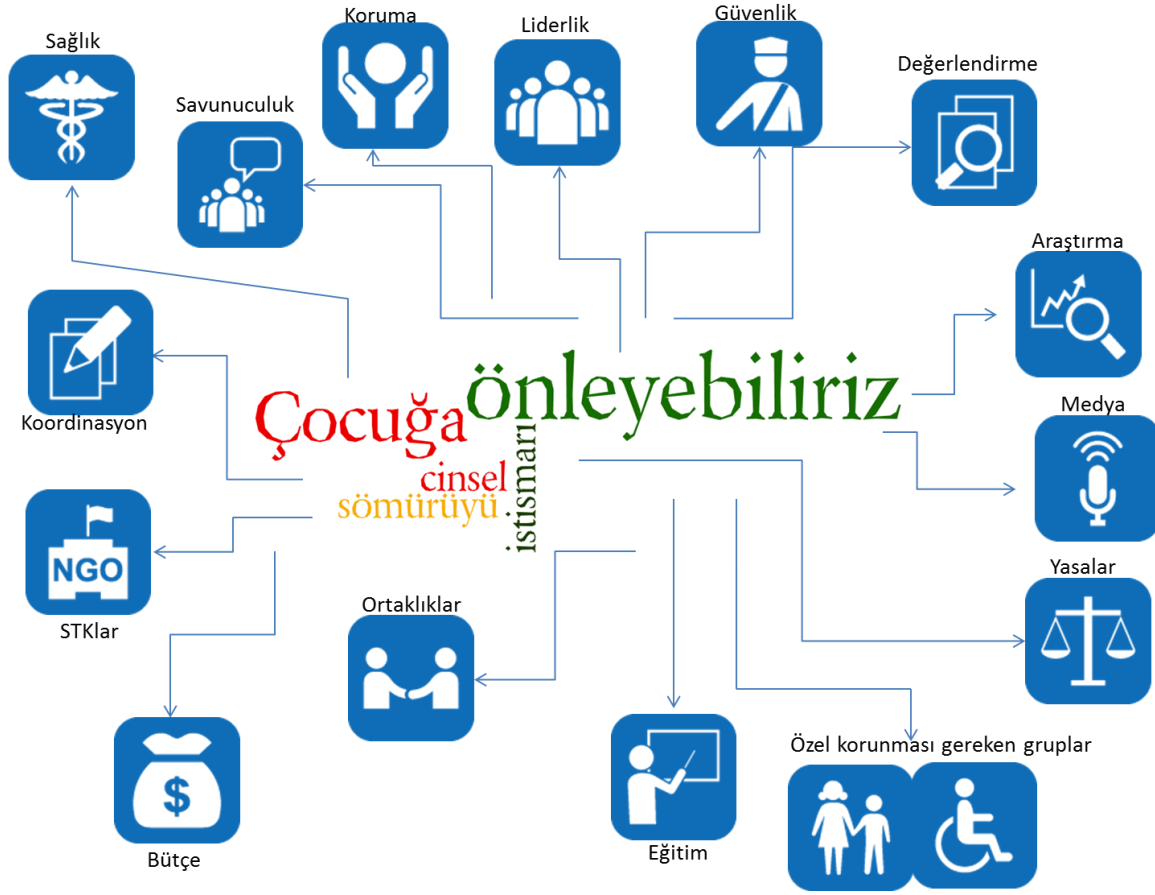 Koruma
Liderlik
Güvenlik
Sağlık
Değerlendirme
Savunuculuk
Araştırma
önleyebiliriz
Çocuğa
cinsel
istismarı
sömürüyü
Koordinasyon
Medya
NGO
STKlar
Yasalar
Ortaklıklar
Özel korunması gereken gruplar
$
Bütçe
Eğitim